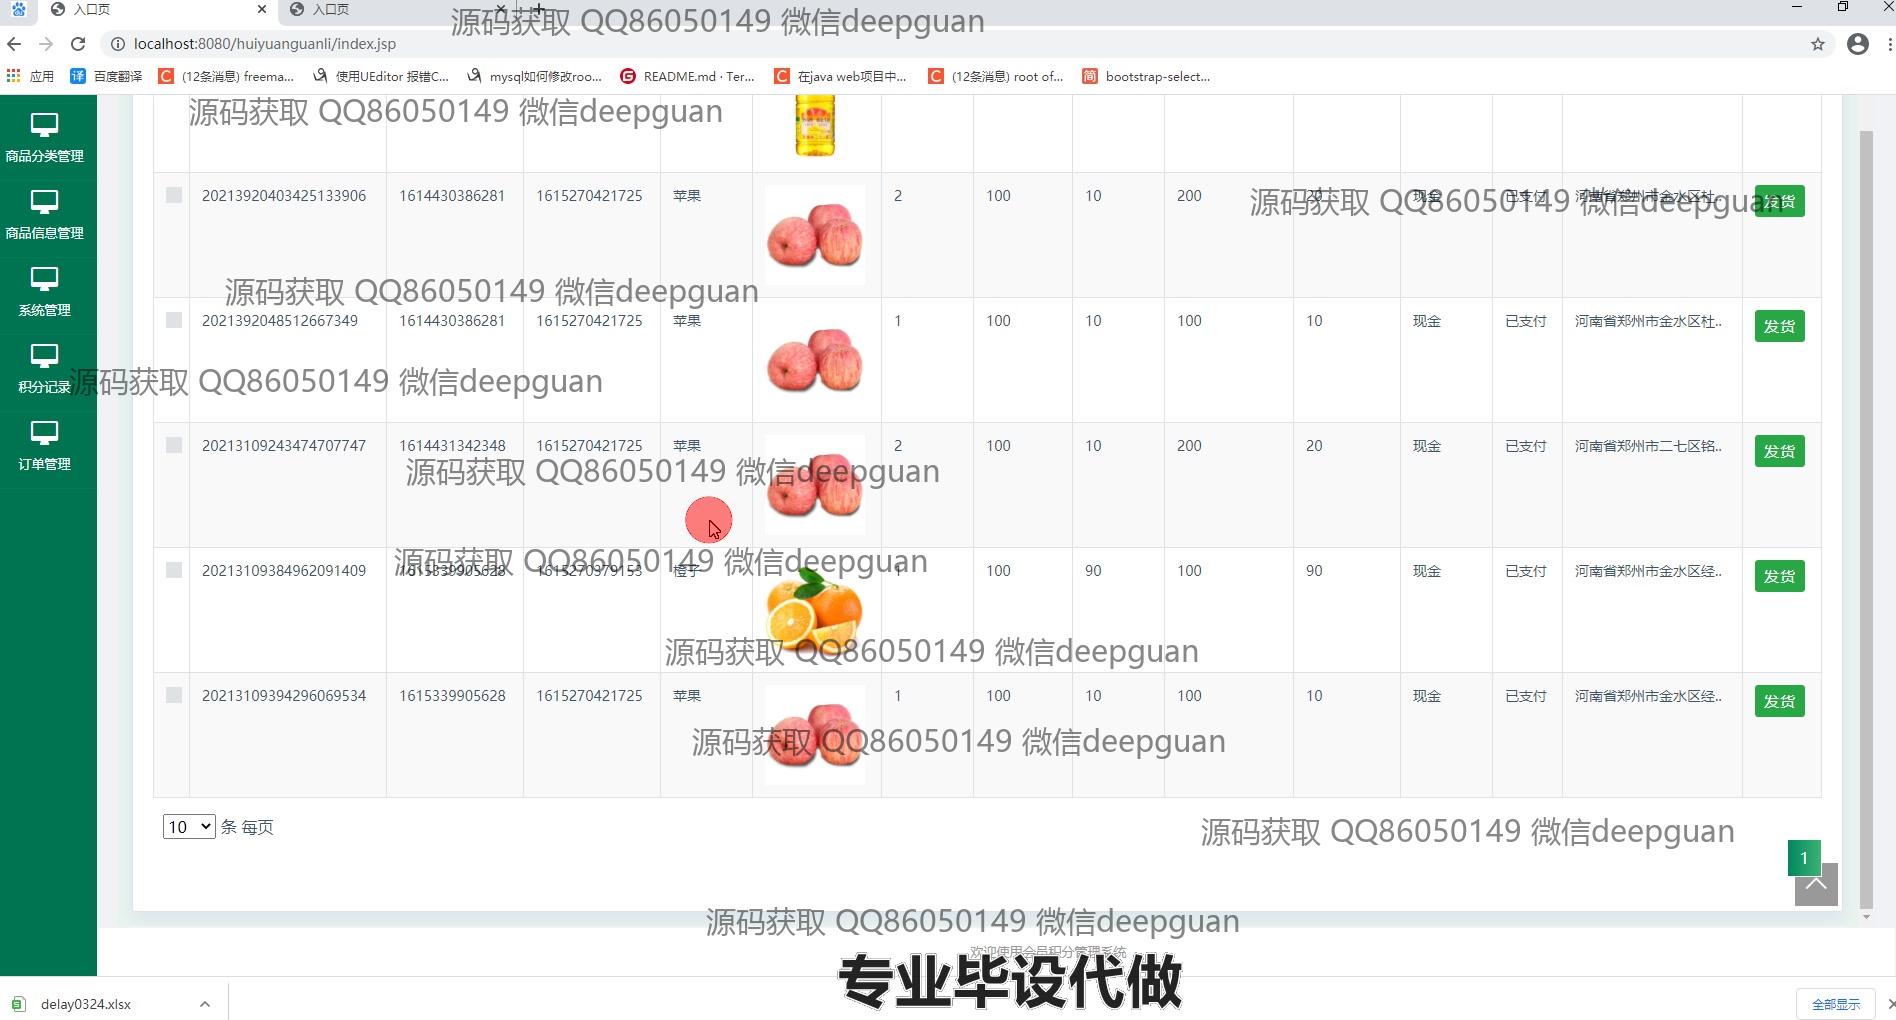 入口页
入口页
源码获取 QQ86050149 微信deepguan
localhost:8080/huiyuanguanli/index.jsp
应用
百度翻译
(12条消息) freema...
使用UEditor 报错C...
mysql如何修改roo...
README.md · Ter...
在java web项目中...
(12条消息) root of...
bootstrap-select...
源码获取 QQ86050149 微信deepguan
商品分类管理
商品信息管理
系统管理
积分记录
订单管理
20213920403425133906 1614430386281 1615270421725 苹果 2 100 10 200 20 现金 已支付 河南省郑州市金水区杜.. 发货
源码获取 QQ86050149 微信deepguan
源码获取 QQ86050149 微信deepguan
2021392048512667349 1614430386281 1615270421725 苹果 1 100 10 100 10 现金 已支付 河南省郑州市金水区杜.. 发货
源码获取 QQ86050149 微信deepguan
20213109243474707747 1614431342348 1615270421725 苹果 2 100 10 200 20 现金 已支付 河南省郑州市二七区铭.. 发货
源码获取 QQ86050149 微信deepguan
源码获取 QQ86050149 微信deepguan
20213109384962091409 1615339905628 1615270379153 橙子 1 100 90 100 90 现金 已支付 河南省郑州市金水区经.. 发货
源码获取 QQ86050149 微信deepguan
20213109394296069534 1615339905628 1615270421725 苹果 1 100 10 100 10 现金 已支付 河南省郑州市金水区经.. 发货
源码获取 QQ86050149 微信deepguan
10 条 每页
源码获取 QQ86050149 微信deepguan
1
源码获取 QQ86050149 微信deepguan
欢迎使用会员积分管理系统
专业毕设代做
delay0324.xlsx
全部显示